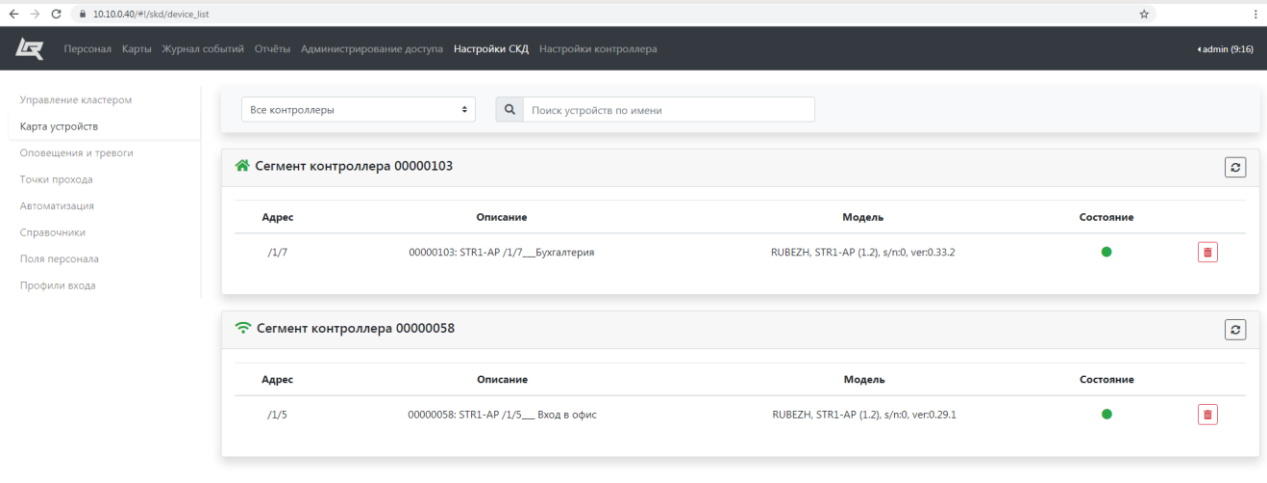 10.10.0.40/#!/skd/device_list
Персонал Карты Журнал событий Отчёты Администрирование доступа Настройки СКД Настройки контроллера admin (9:16)
Управление кластером
Карта устройств
Оповещения и тревоги
Точки прохода
Автоматизация
Справочники
Поля персонала
Профили входа
Все контроллеры Поиск устройств по имени
Сегмент контроллера 00000103
Адрес Описание Модель Состояние
/1/7 00000103: STR1-AP /1/7___Бухгалтерия RUBEZH, STR1-AP (1.2), s/n:0, ver:0.33.2
Сегмент контроллера 00000058
Адрес Описание Модель Состояние
/1/5 00000058: STR1-AP /1/5___ Вход в офис RUBEZH, STR1-AP (1.2), s/n:0, ver:0.29.1